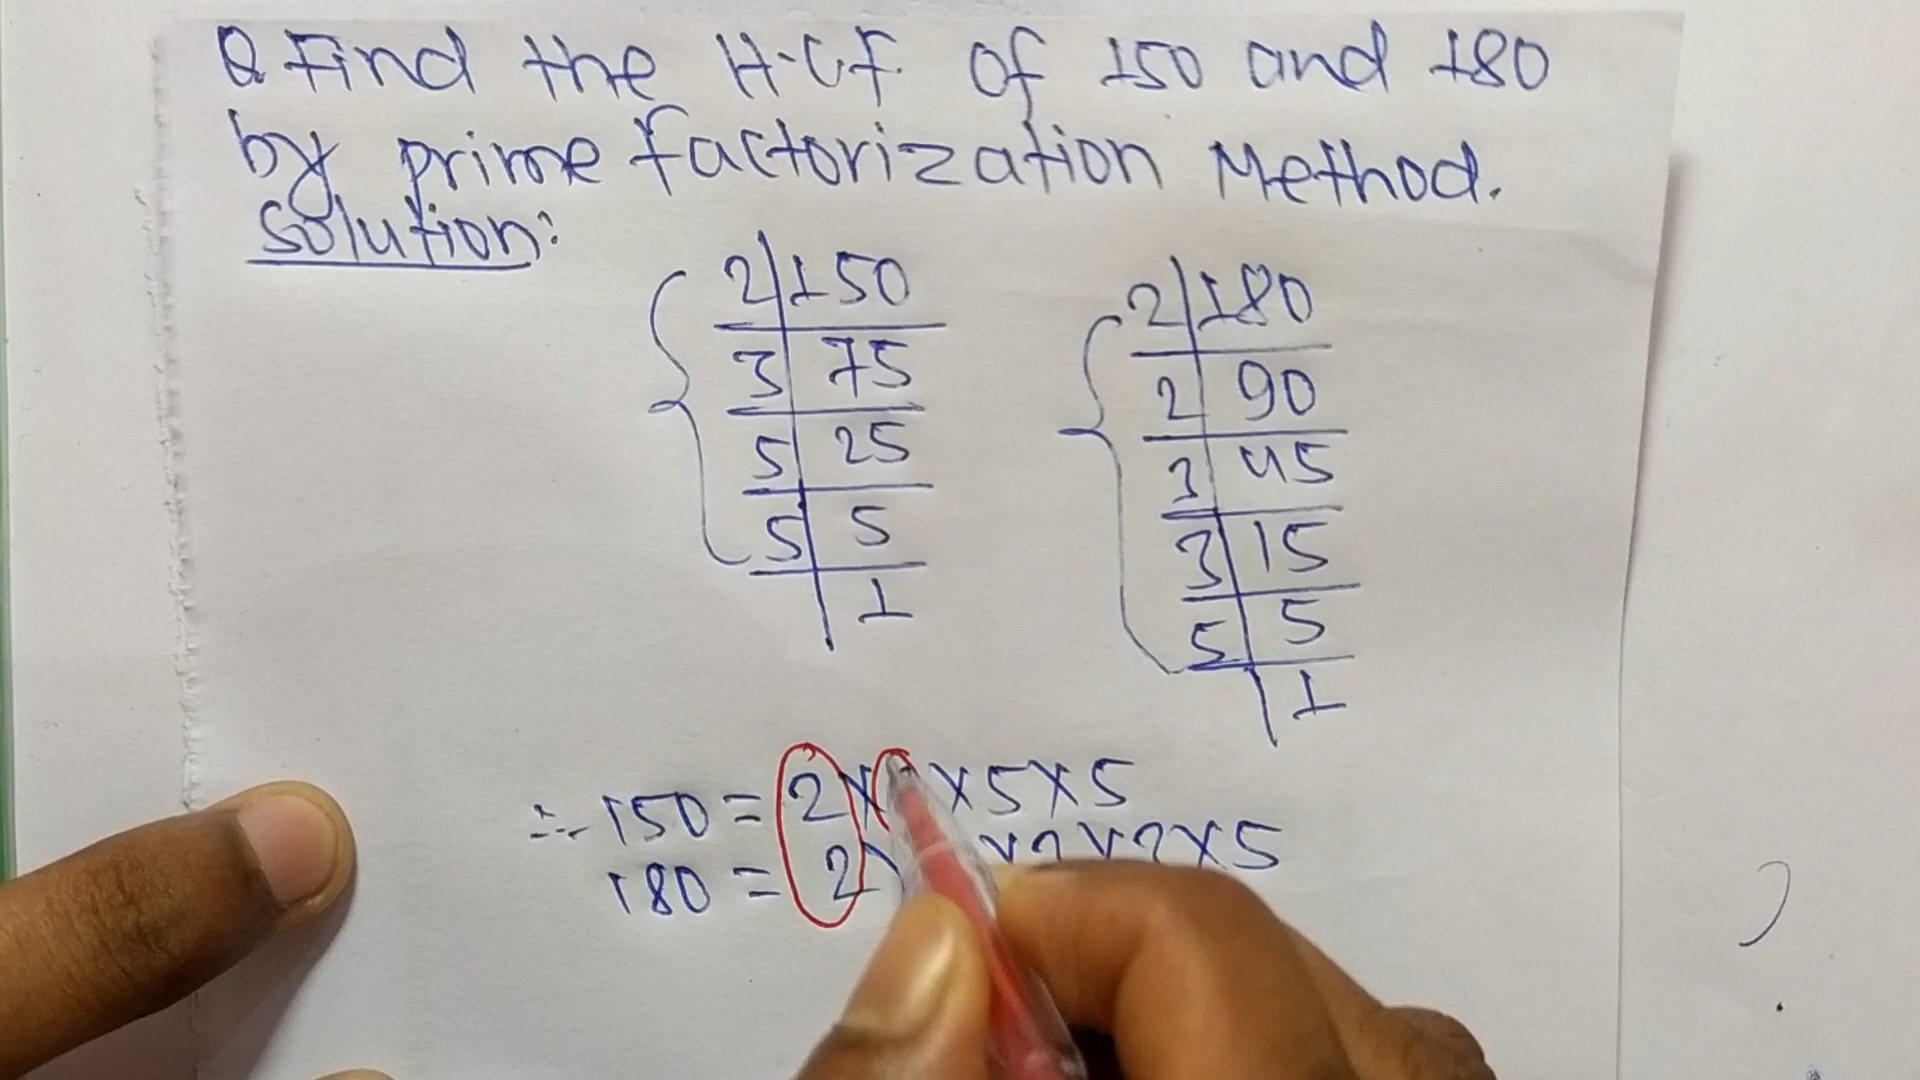 Q Find the H.C.F. of 150 and 180
by prime factorization Method.
Solution:
2 150
3 75
5 25
5 5
1
2 180
2 90
3 45
3 15
5 5
1
∴ 150 = 2 × × 5 × 5
180 = 2 × × 5